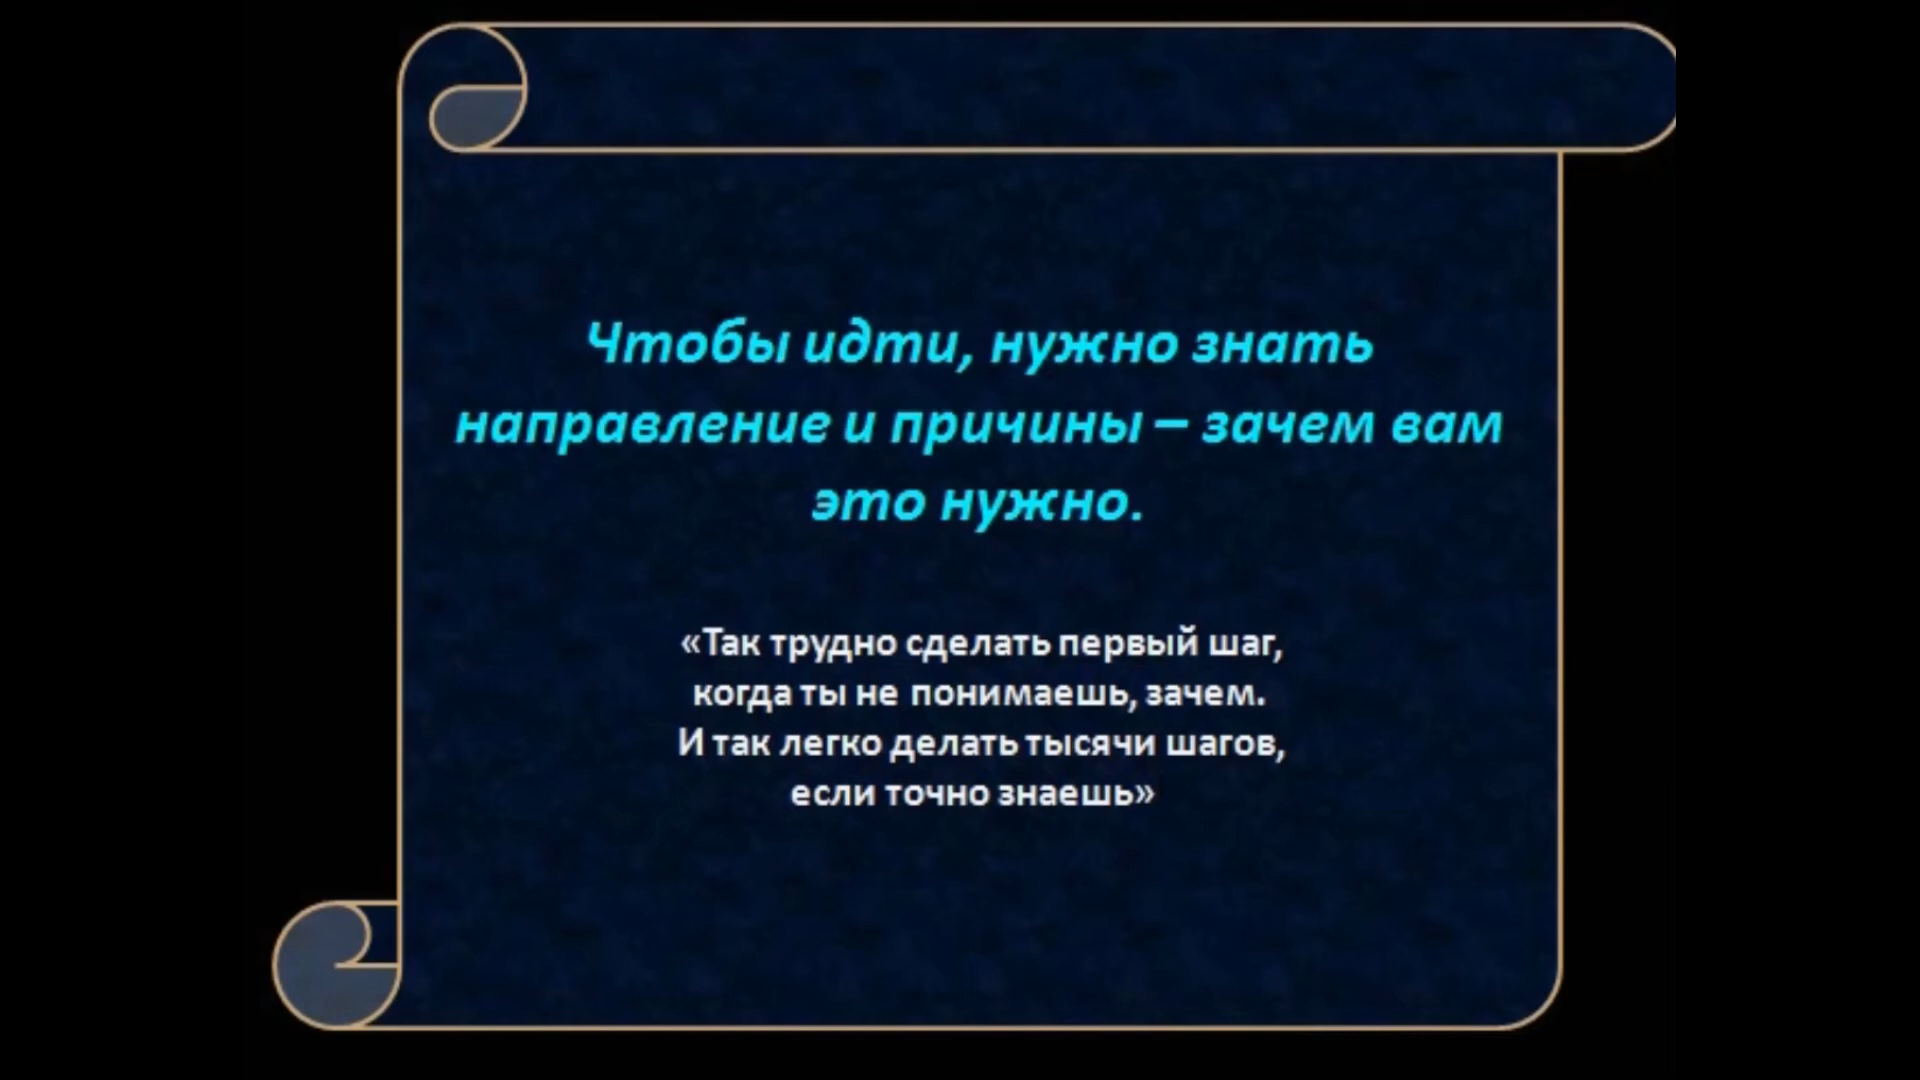 Чтобы идти, нужно знать
направление и причины – зачем вам
это нужно.
«Так трудно сделать первый шаг,
когда ты не понимаешь, зачем.
И так легко делать тысячи шагов,
если точно знаешь»